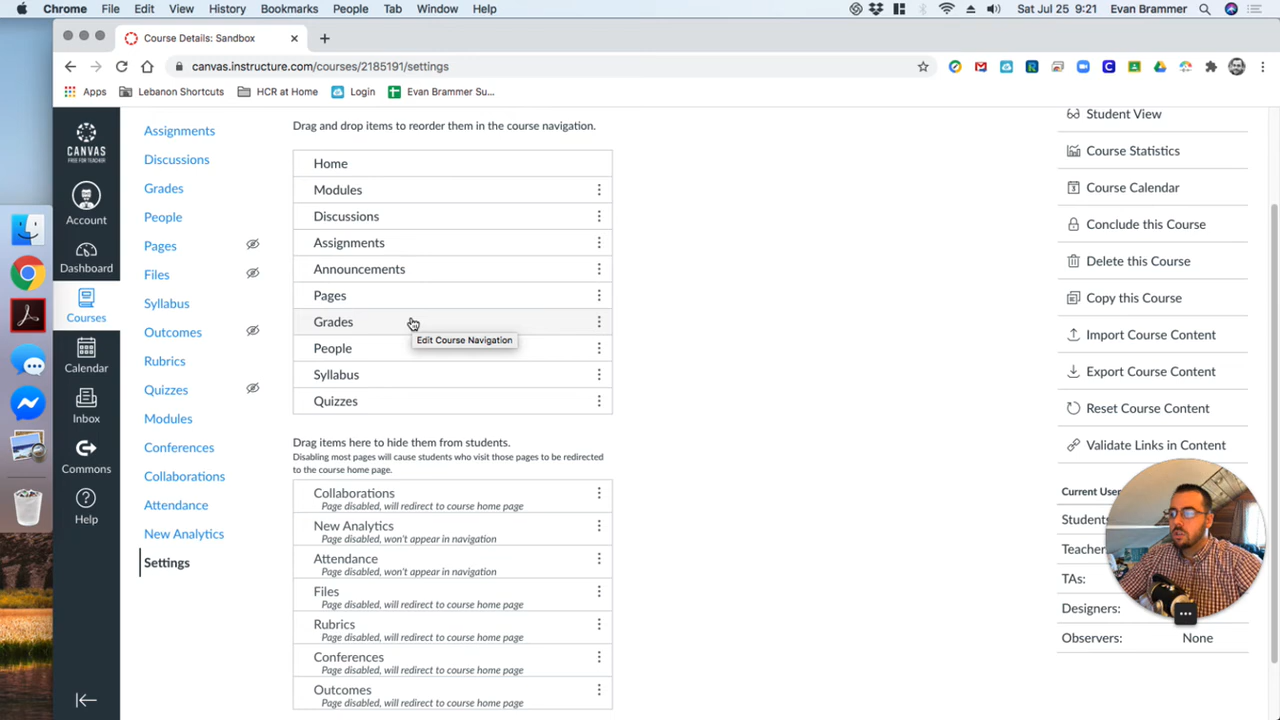 Chrome File Edit View History Bookmarks People Tab Window Help Sat Jul 25 9:21 Evan Brammer
Course Details: Sandbox
canvas.instructure.com/courses/2185191/settings
Apps Lebanon Shortcuts HCR at Home Login Evan Brammer Su...
CANVAS
FREE FOR TEACHER
Account
Dashboard
Courses
Calendar
Inbox
Commons
Help
Assignments
Discussions
Grades
People
Pages
Files
Syllabus
Outcomes
Rubrics
Quizzes
Modules
Conferences
Collaborations
Attendance
New Analytics
Settings
Drag and drop items to reorder them in the course navigation.
Home
Modules
Discussions
Assignments
Announcements
Pages
Grades
Edit Course Navigation
People
Syllabus
Quizzes
Drag items here to hide them from students.
Disabling most pages will cause students who visit those pages to be redirected
to the course home page.
Collaborations
Page disabled, will redirect to course home page
New Analytics
Page disabled, won't appear in navigation
Attendance
Page disabled, won't appear in navigation
Files
Page disabled, will redirect to course home page
Rubrics
Page disabled, will redirect to course home page
Conferences
Page disabled, will redirect to course home page
Outcomes
Page disabled, will redirect to course home page
Student View
Course Statistics
Course Calendar
Conclude this Course
Delete this Course
Copy this Course
Import Course Content
Export Course Content
Reset Course Content
Validate Links in Content
Current User
Students
Teacher
TAs:
Designers:
Observers: None